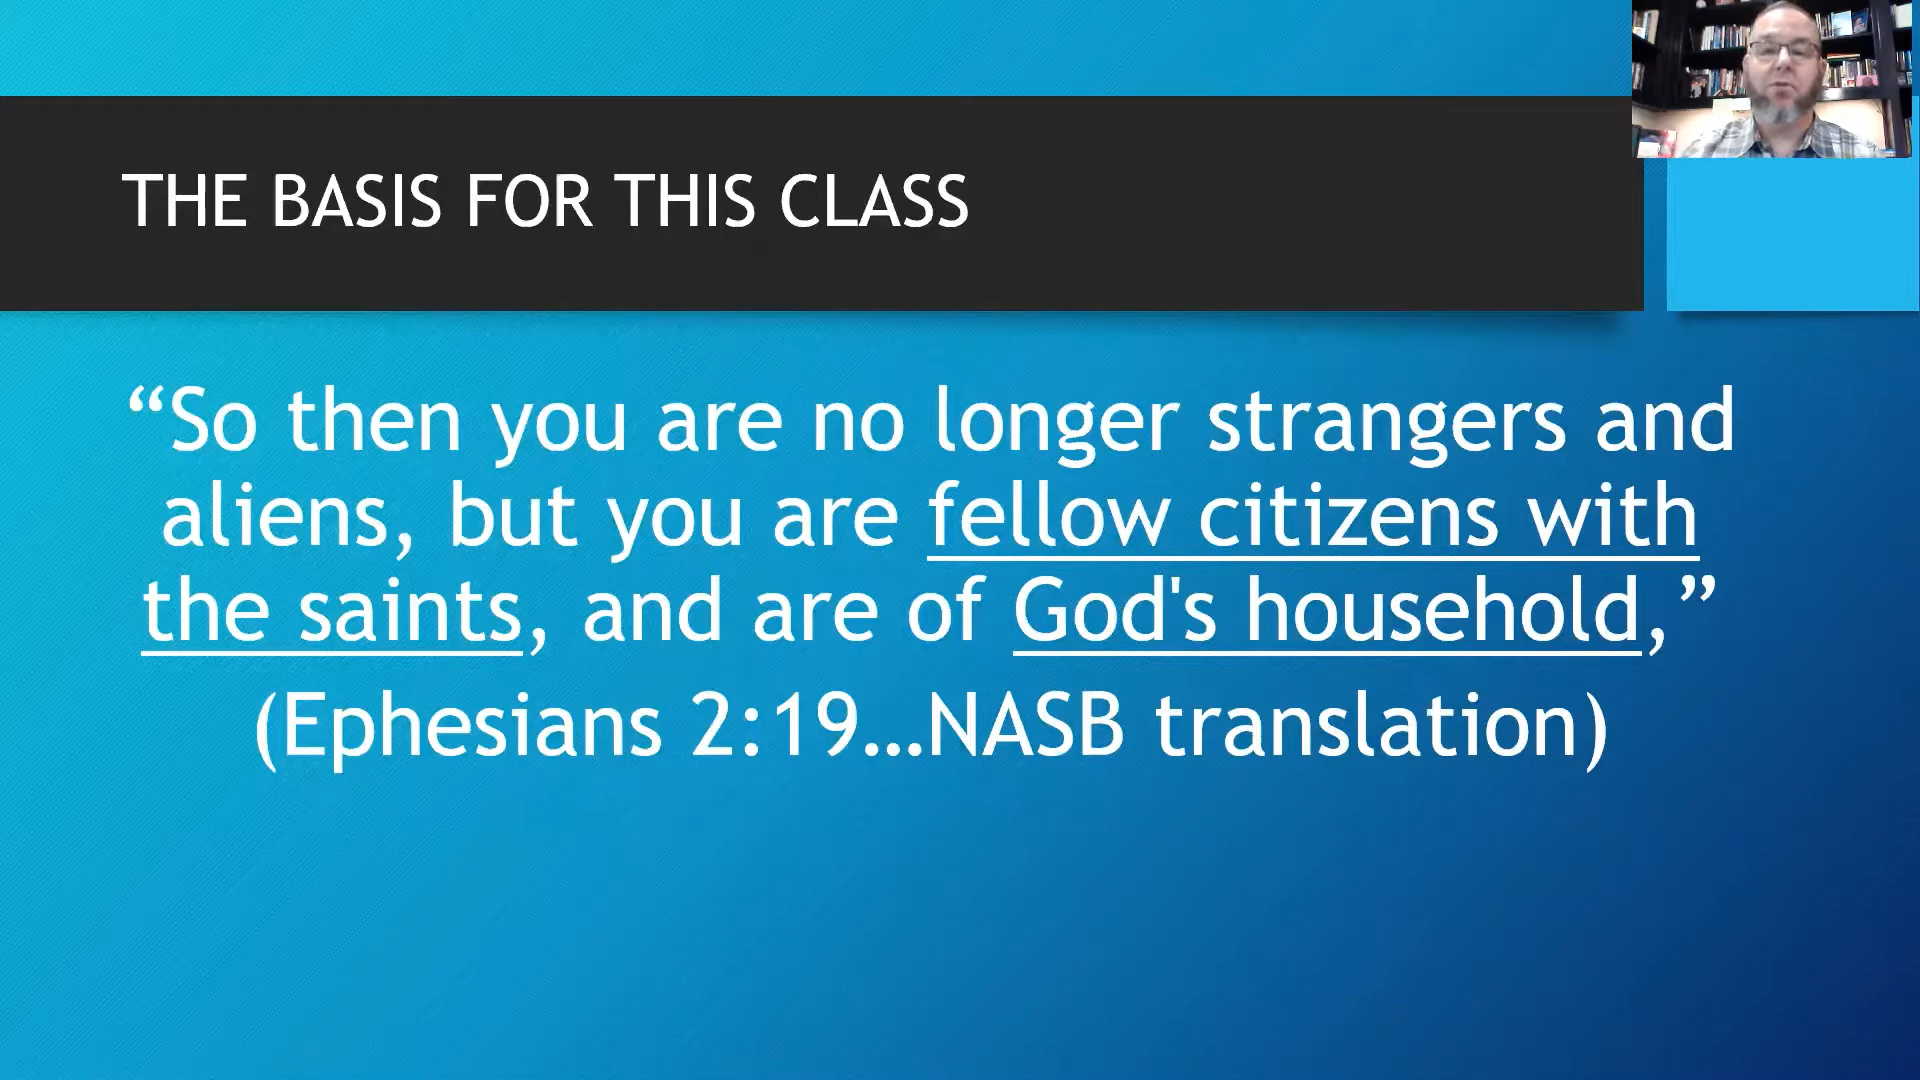 THE BASIS FOR THIS CLASS
“So then you are no longer strangers and
aliens, but you are fellow citizens with
the saints, and are of God's household,”
(Ephesians 2:19…NASB translation)